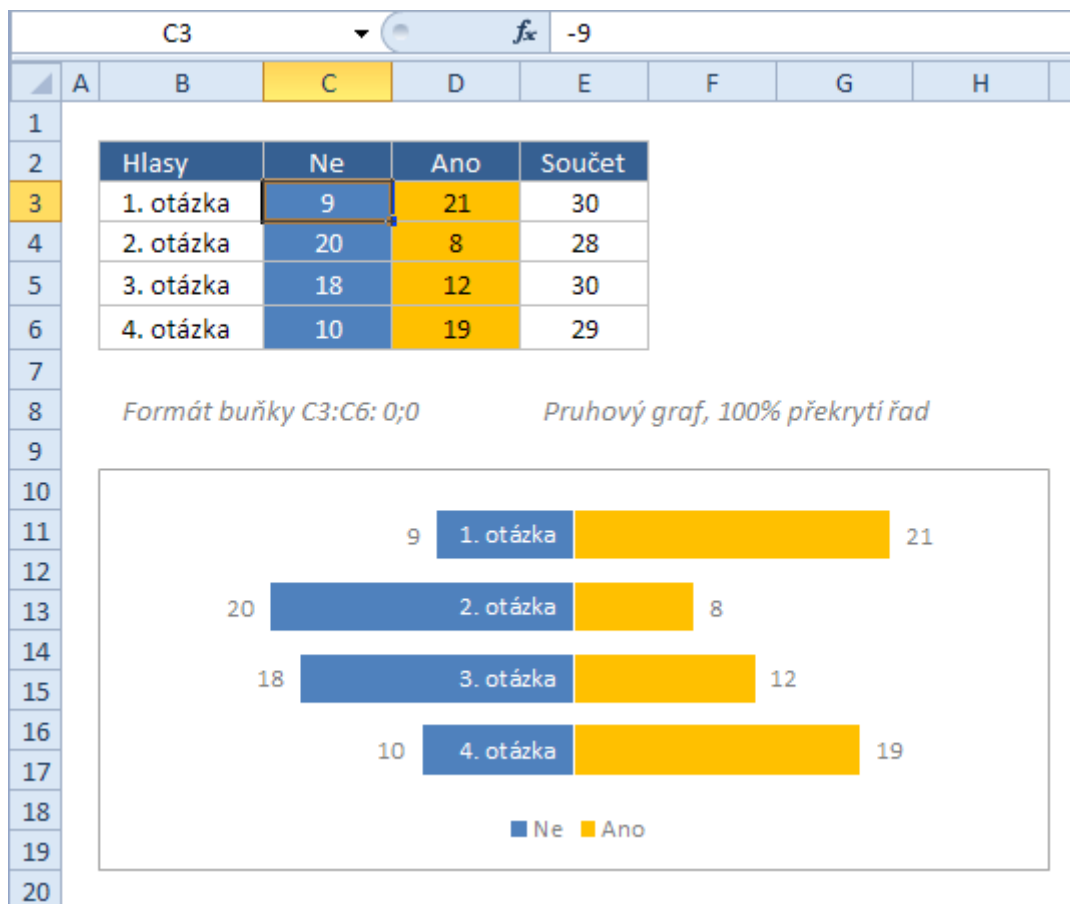 C3 fx -9
A B C D E F G H
1
2 Hlasy Ne Ano Součet
3 1. otázka 9 21 30
4 2. otázka 20 8 28
5 3. otázka 18 12 30
6 4. otázka 10 19 29
7
8 Formát buňky C3:C6: 0;0 Pruhový graf, 100% překrytí řad
9
10
11 9 1. otázka 21
12
13 20 2. otázka 8
14
15 18 3. otázka 12
16
17 10 4. otázka 19
18
19 Ne Ano
20